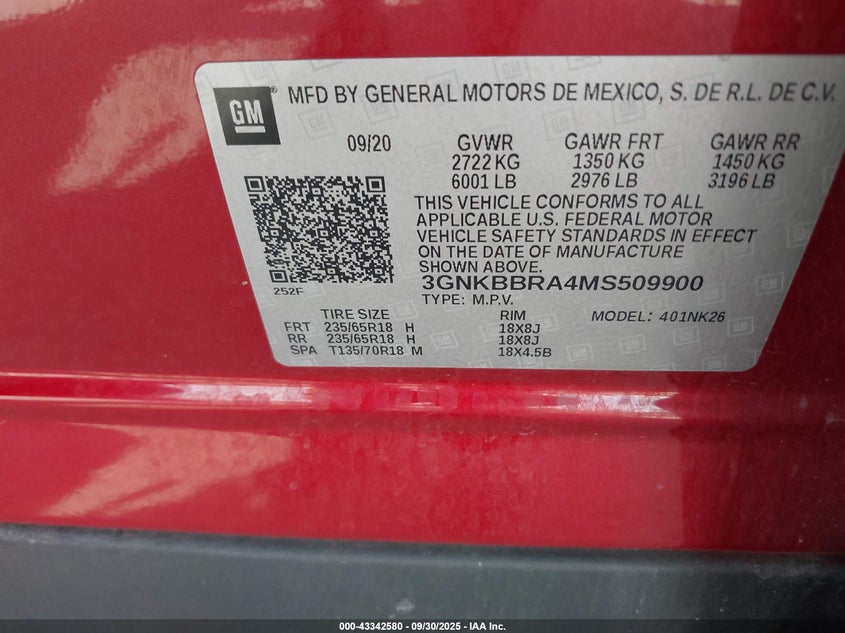 GM
MFD BY GENERAL MOTORS DE MEXICO, S. DE R.L. DE C.V.
09/20 GVWR GAWR FRT GAWR RR
2722 KG 1350 KG 1450 KG
6001 LB 2976 LB 3196 LB
THIS VEHICLE CONFORMS TO ALL
APPLICABLE U.S. FEDERAL MOTOR
VEHICLE SAFETY STANDARDS IN EFFECT
ON THE DATE OF MANUFACTURE
SHOWN ABOVE.
3GNKBBRA4MS509900
252F
TYPE: M.P.V.
TIRE SIZE RIM MODEL: 401NK26
FRT 235/65R18 H 18X8J
RR 235/65R18 H 18X8J
SPA T135/70R18 M 18X4.5B
000-43342580 - 09/30/2025 - IAA Inc.